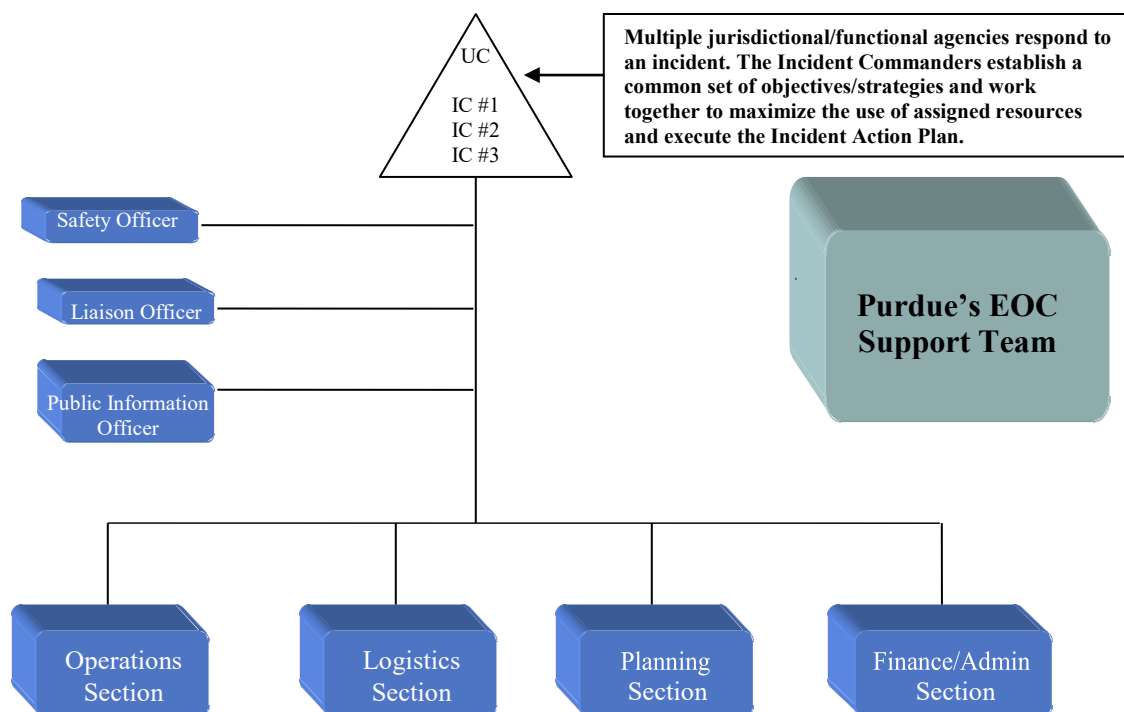 UC
IC #1
IC #2
IC #3
Multiple jurisdictional/functional agencies respond to
an incident. The Incident Commanders establish a
common set of objectives/strategies and work
together to maximize the use of assigned resources
and execute the Incident Action Plan.
Safety Officer
Liaison Officer
Public Information
Officer
Purdue’s EOC
Support Team
Operations
Section
Logistics
Section
Planning
Section
Finance/Admin
Section